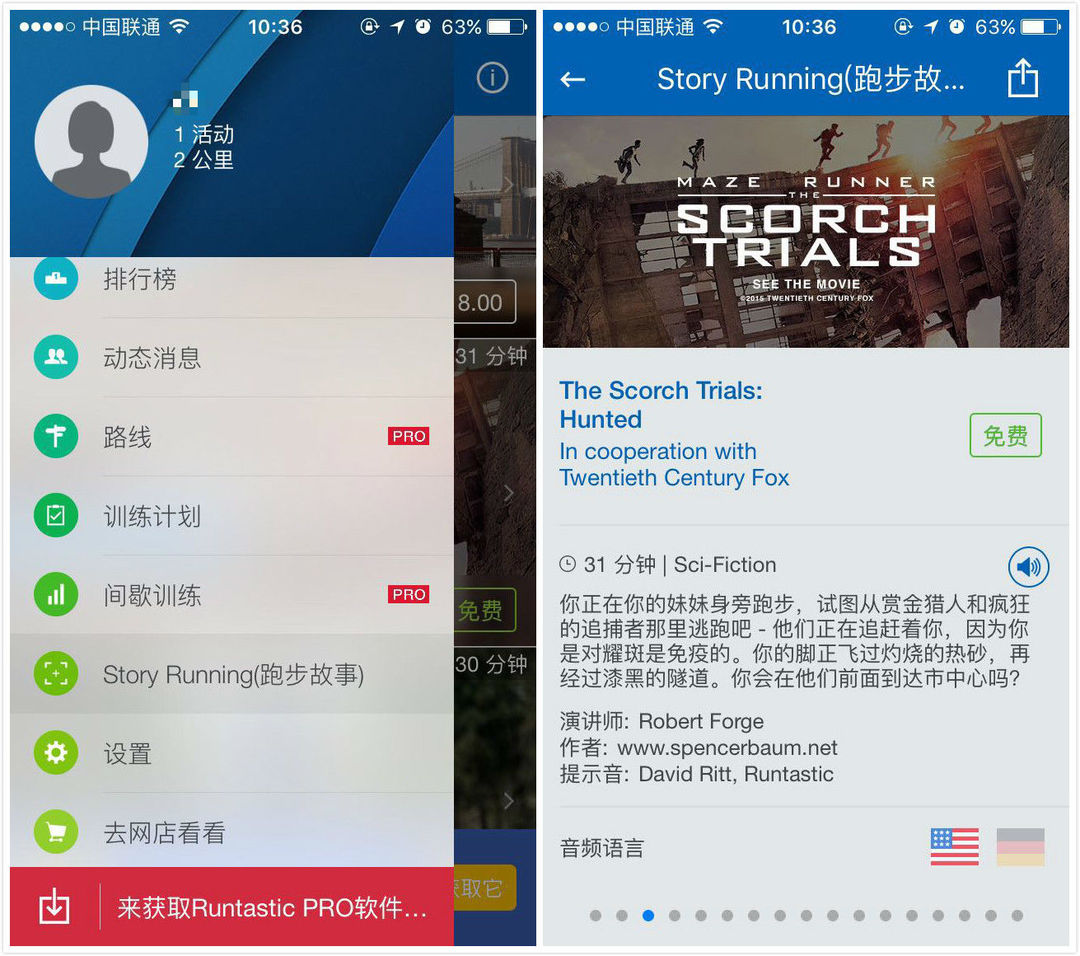 中国联通 10:36 63%
1 活动
2 公里
排行榜
动态消息
路线 PRO
训练计划
间歇训练 PRO
Story Running(跑步故事)
设置
去网店看看
来获取Runtastic PRO软件...
8.00
31 分钟
免费
30 分钟
取它
中国联通 10:36 63%
Story Running(跑步故...
MAZE RUNNER
THE
SCORCH
TRIALS
SEE THE MOVIE
©2015 TWENTIETH CENTURY FOX
The Scorch Trials:
Hunted
In cooperation with
Twentieth Century Fox
免费
31 分钟 | Sci-Fiction
你正在你的妹妹身旁跑步，试图从赏金猎人和疯狂
的追捕者那里逃跑吧 - 他们正在追赶着你，因为你
是对耀斑是免疫的。你的脚正飞过灼烧的热砂，再
经过漆黑的隧道。你会在他们前面到达市中心吗？
演讲师: Robert Forge
作者: www.spencerbaum.net
提示音: David Ritt, Runtastic
音频语言